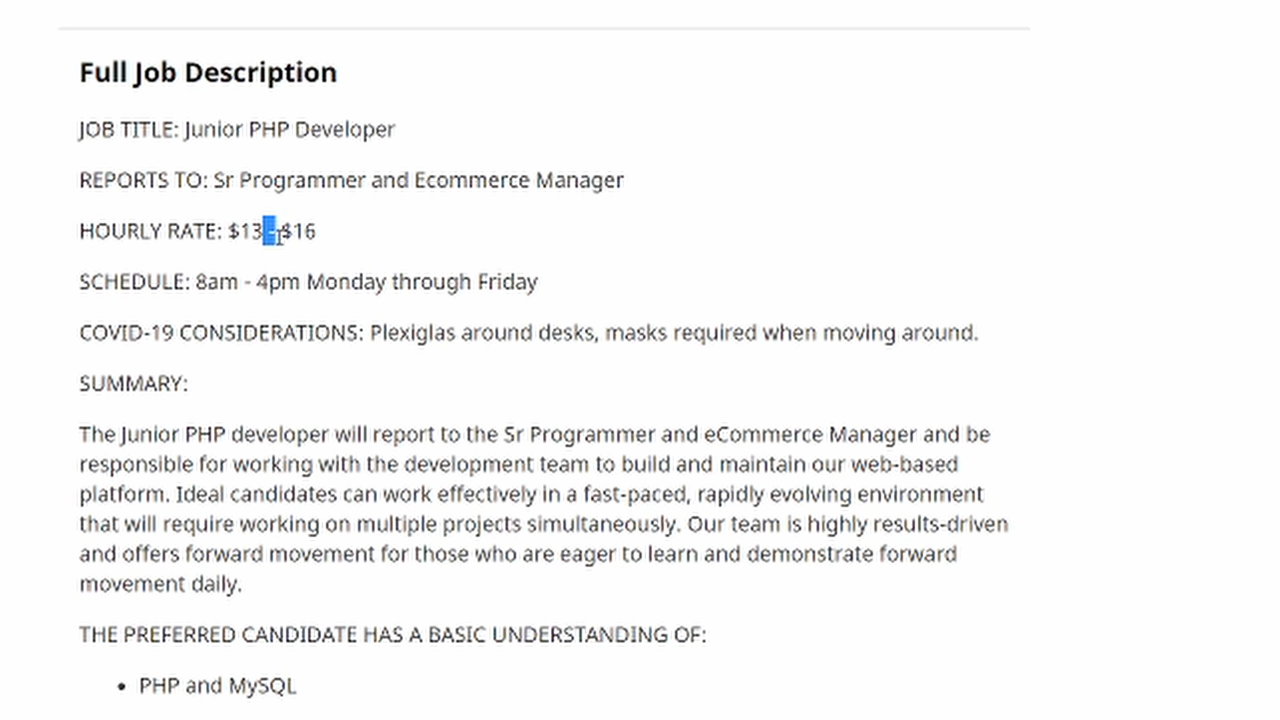 Full Job Description
JOB TITLE: Junior PHP Developer
REPORTS TO: Sr Programmer and Ecommerce Manager
HOURLY RATE: $13 - $16
SCHEDULE: 8am - 4pm Monday through Friday
COVID-19 CONSIDERATIONS: Plexiglas around desks, masks required when moving around.
SUMMARY:
The Junior PHP developer will report to the Sr Programmer and eCommerce Manager and be
responsible for working with the development team to build and maintain our web-based
platform. Ideal candidates can work effectively in a fast-paced, rapidly evolving environment
that will require working on multiple projects simultaneously. Our team is highly results-driven
and offers forward movement for those who are eager to learn and demonstrate forward
movement daily.
THE PREFERRED CANDIDATE HAS A BASIC UNDERSTANDING OF:
• PHP and MySQL